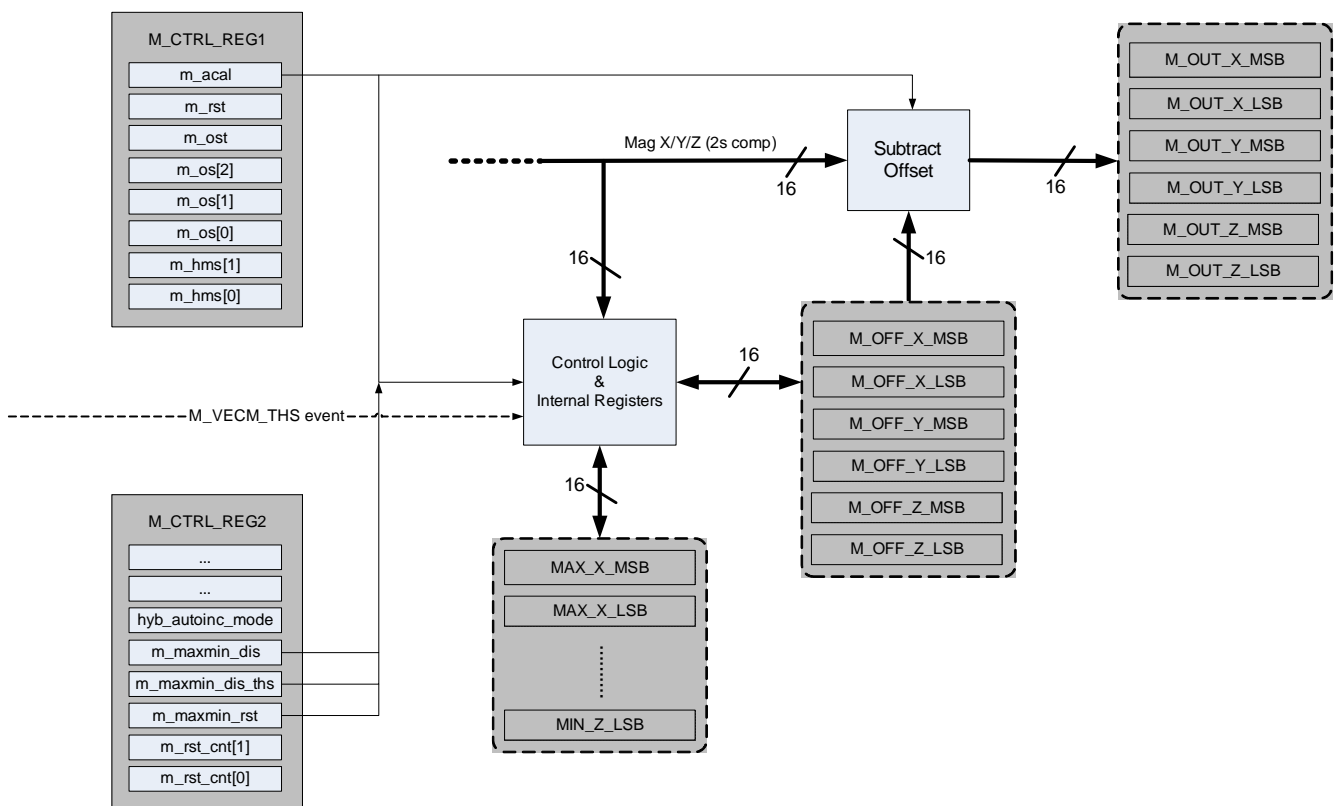 M_CTRL_REG1
m_acal
m_rst
m_ost
m_os[2]
m_os[1]
m_os[0]
m_hms[1]
m_hms[0]
Mag X/Y/Z (2s comp)
16
Subtract
Offset
16
M_OUT_X_MSB
M_OUT_X_LSB
M_OUT_Y_MSB
M_OUT_Y_LSB
M_OUT_Z_MSB
M_OUT_Z_LSB
16
16
Control Logic
&
Internal Registers
16
M_OFF_X_MSB
M_OFF_X_LSB
M_OFF_Y_MSB
M_OFF_Y_LSB
M_OFF_Z_MSB
M_OFF_Z_LSB
M_VECM_THS event
16
MAX_X_MSB
MAX_X_LSB
MIN_Z_LSB
M_CTRL_REG2
...
...
hyb_autoinc_mode
m_maxmin_dis
m_maxmin_dis_ths
m_maxmin_rst
m_rst_cnt[1]
m_rst_cnt[0]